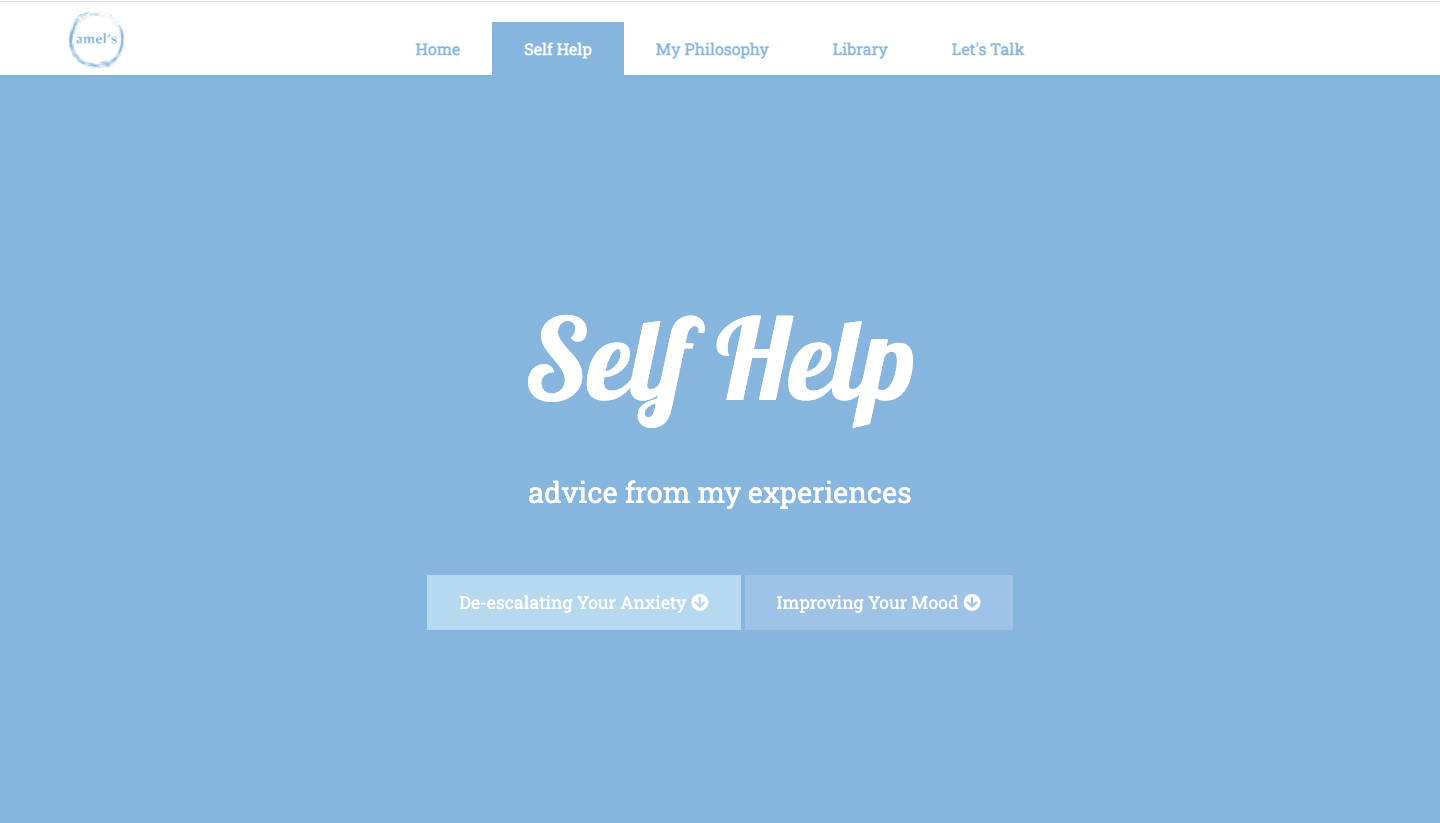 amel's
Home Self Help My Philosophy Library Let's Talk
Self Help
advice from my experiences
De-escalating Your Anxiety Improving Your Mood